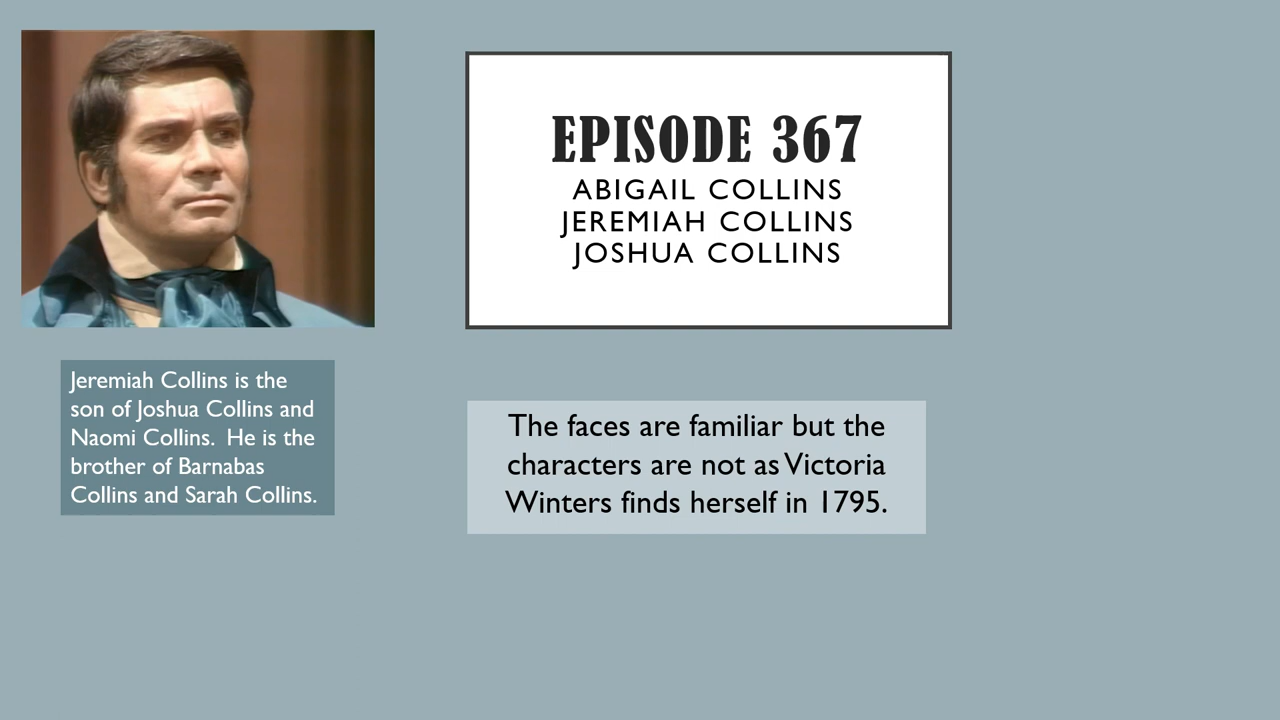 EPISODE 367
ABIGAIL COLLINS
JEREMIAH COLLINS
JOSHUA COLLINS
Jeremiah Collins is the
son of Joshua Collins and
Naomi Collins.  He is the
brother of Barnabas
Collins and Sarah Collins.
The faces are familiar but the
characters are not as Victoria
Winters finds herself in 1795.